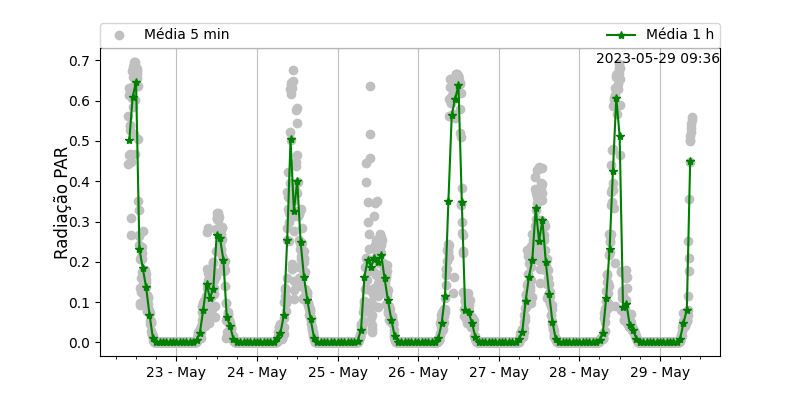 Média 5 min
Média 1 h
2023-05-29 09:36
Radiação PAR
0.7
0.6
0.5
0.4
0.3
0.2
0.1
0.0
23 - May
24 - May
25 - May
26 - May
27 - May
28 - May
29 - May